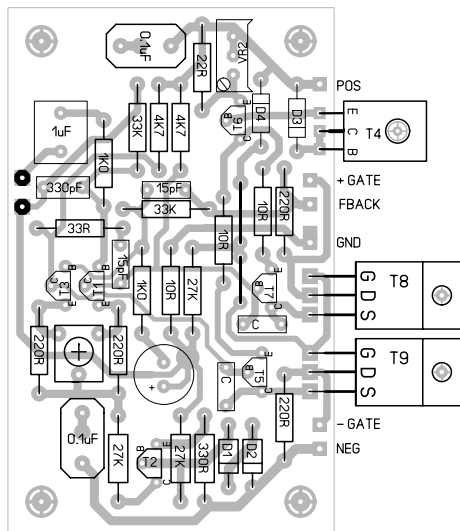 0.1uF
22R
VR2
POS
D4
D3
E
C
B
T4
E
T6
C
1uF
33K
4K7
4K7
1K0
+GATE
330pF
15pF
33K
10R
220R
FBACK
33R
10R
GND
15pF
T3
T1
1K0
10R
27K
E
T7
C
G
D
S
T8
C
220R
220R
+
G
D
S
T9
E
T5
C
C
0.1uF
220R
-GATE
NEG
27K
E
T2
C
27K
330R
D1
D2